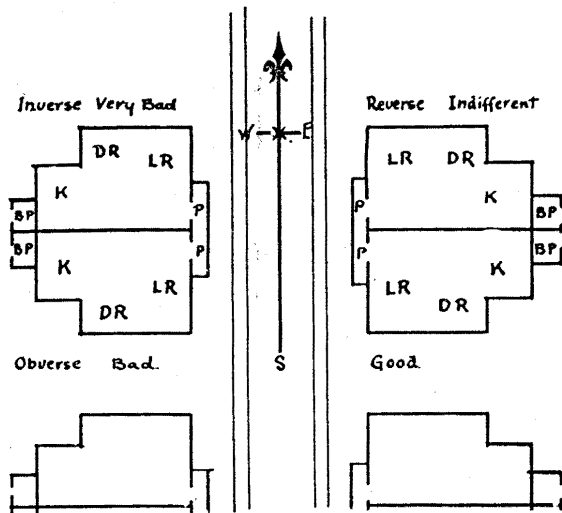 Inverse Very Bad
Reverse Indifferent
W E
DR LR
LR DR
K
K
BP
P
P
BP
BP
P
P
BP
K
K
LR
LR
DR
DR
Obverse Bad.
S
Good